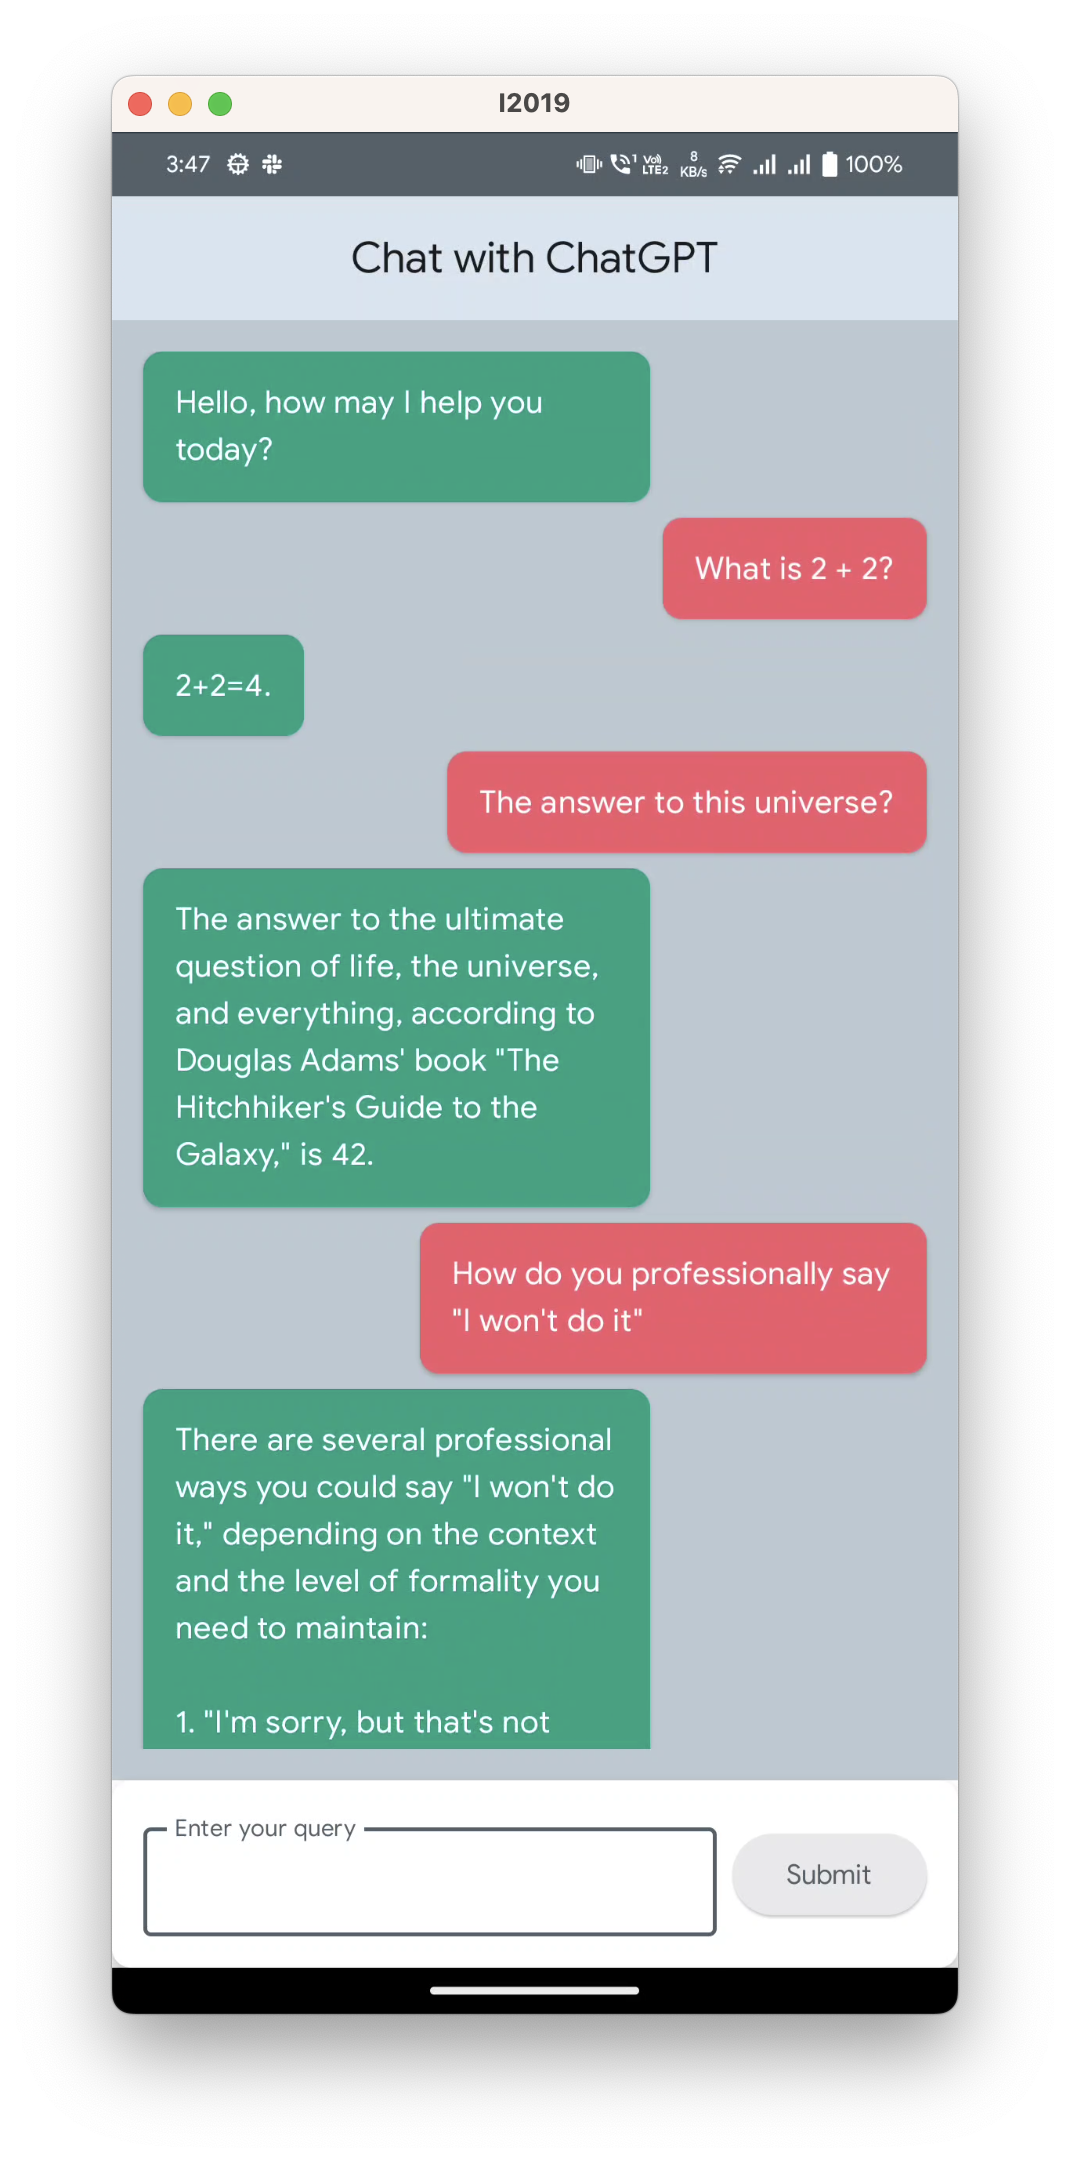 I2019
3:47
1
Vo)) LTE2
8 KB/s
100%
Chat with ChatGPT
Hello, how may I help you
today?
What is 2 + 2?
2+2=4.
The answer to this universe?
The answer to the ultimate
question of life, the universe,
and everything, according to
Douglas Adams' book "The
Hitchhiker's Guide to the
Galaxy," is 42.
How do you professionally say
"I won't do it"
There are several professional
ways you could say "I won't do
it," depending on the context
and the level of formality you
need to maintain:
1. "I'm sorry, but that's not
Enter your query
Submit